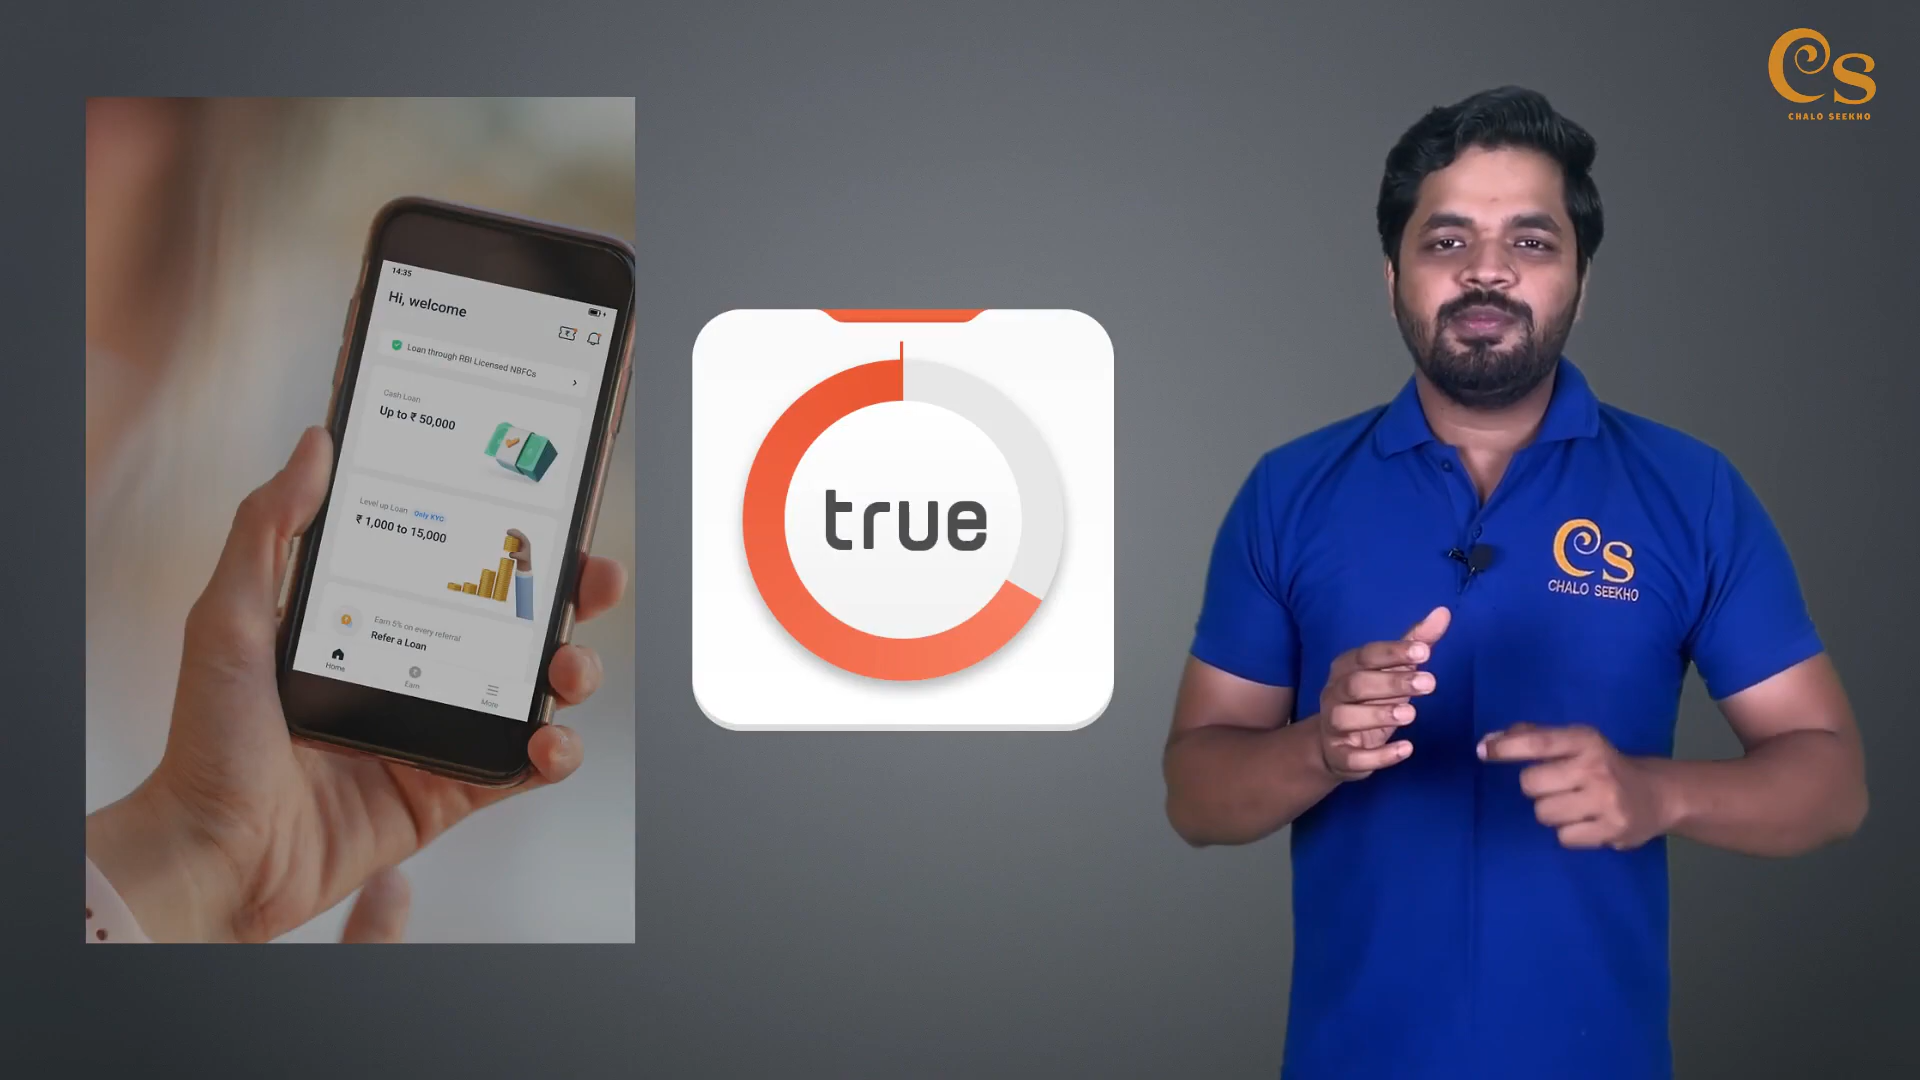 CS
CHALO SEEKHO
14:35
Hi, welcome
Loan through RBI Licensed NBFCs
Cash Loan
Up to ₹ 50,000
Level up Loan Only KYC
₹ 1,000 to 15,000
Earn 5% on every referral
Refer a Loan
Home
Earn
More
true
CS
CHALO SEEKHO